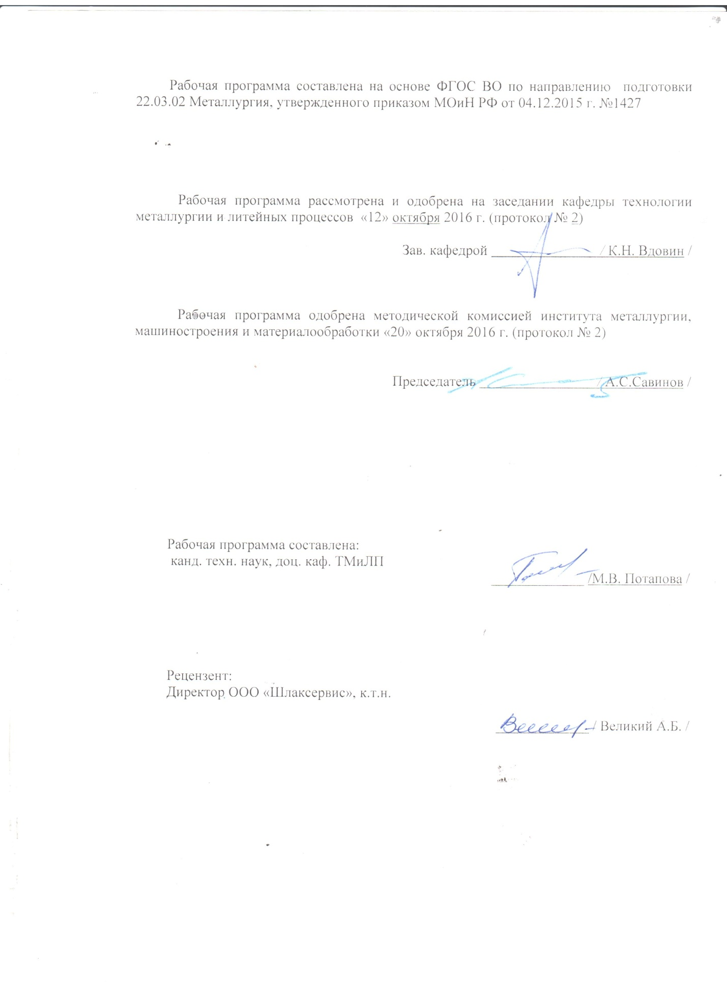 Рабочая программа составлена на основе ФГОС ВО по направлению подготовки
22.03.02 Металлургия, утвержденного приказом МОиН РФ от 04.12.2015 г. №1427
Рабочая программа рассмотрена и одобрена на заседании кафедры технологии
металлургии и литейных процессов «12» октября 2016 г. (протокол № 2)
Зав. кафедрой ________________ / К.Н. Вдовин /
Рабочая программа одобрена методической комиссией института металлургии,
машиностроения и материалообработки «20» октября 2016 г. (протокол № 2)
Председатель ________________ / А.С.Савинов /
Рабочая программа составлена:
канд. техн. наук, доц. каф. ТМиЛП
_____________ /М.В. Потапова /
Рецензент:
Директор ООО «Шлаксервис», к.т.н.
_____________ / Великий А.Б. /